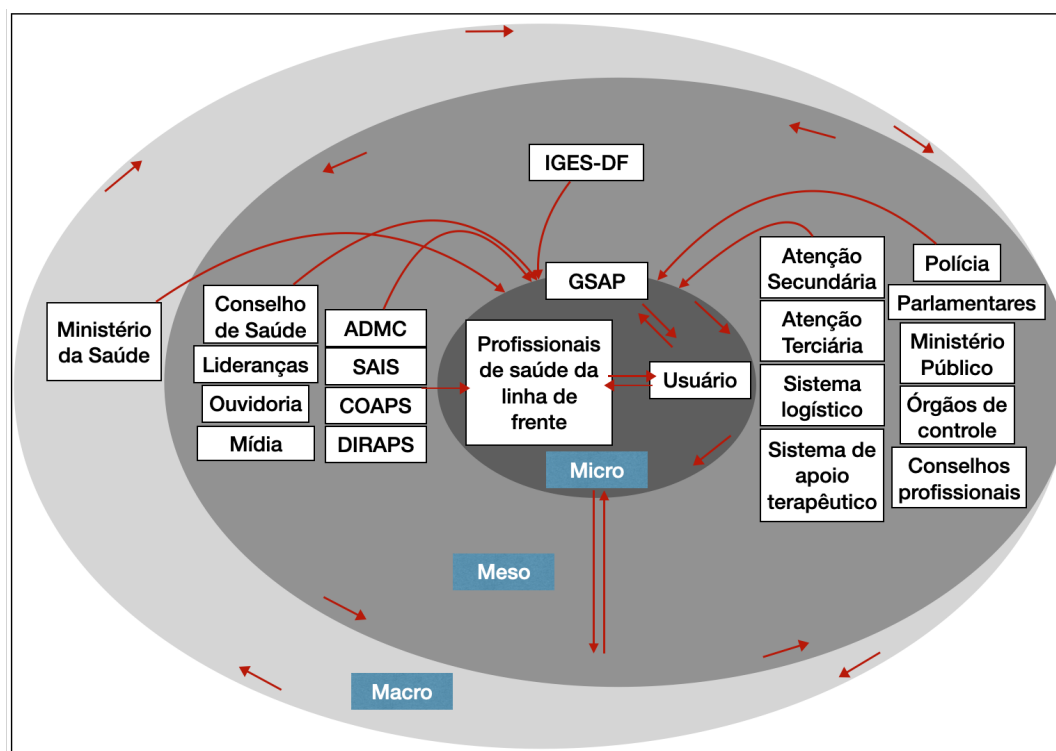 IGES-DF
GSAP
Ministério
da Saúde
Conselho
de Saúde
Lideranças
Ouvidoria
Mídia
ADMC
SAIS
COAPS
DIRAPS
Profissionais
de saúde da
linha de
frente
Usuário
Atenção
Secundária
Atenção
Terciária
Sistema
logístico
Sistema de
apoio
terapêutico
Polícia
Parlamentares
Ministério
Público
Órgãos de
controle
Conselhos
profissionais
Micro
Meso
Macro